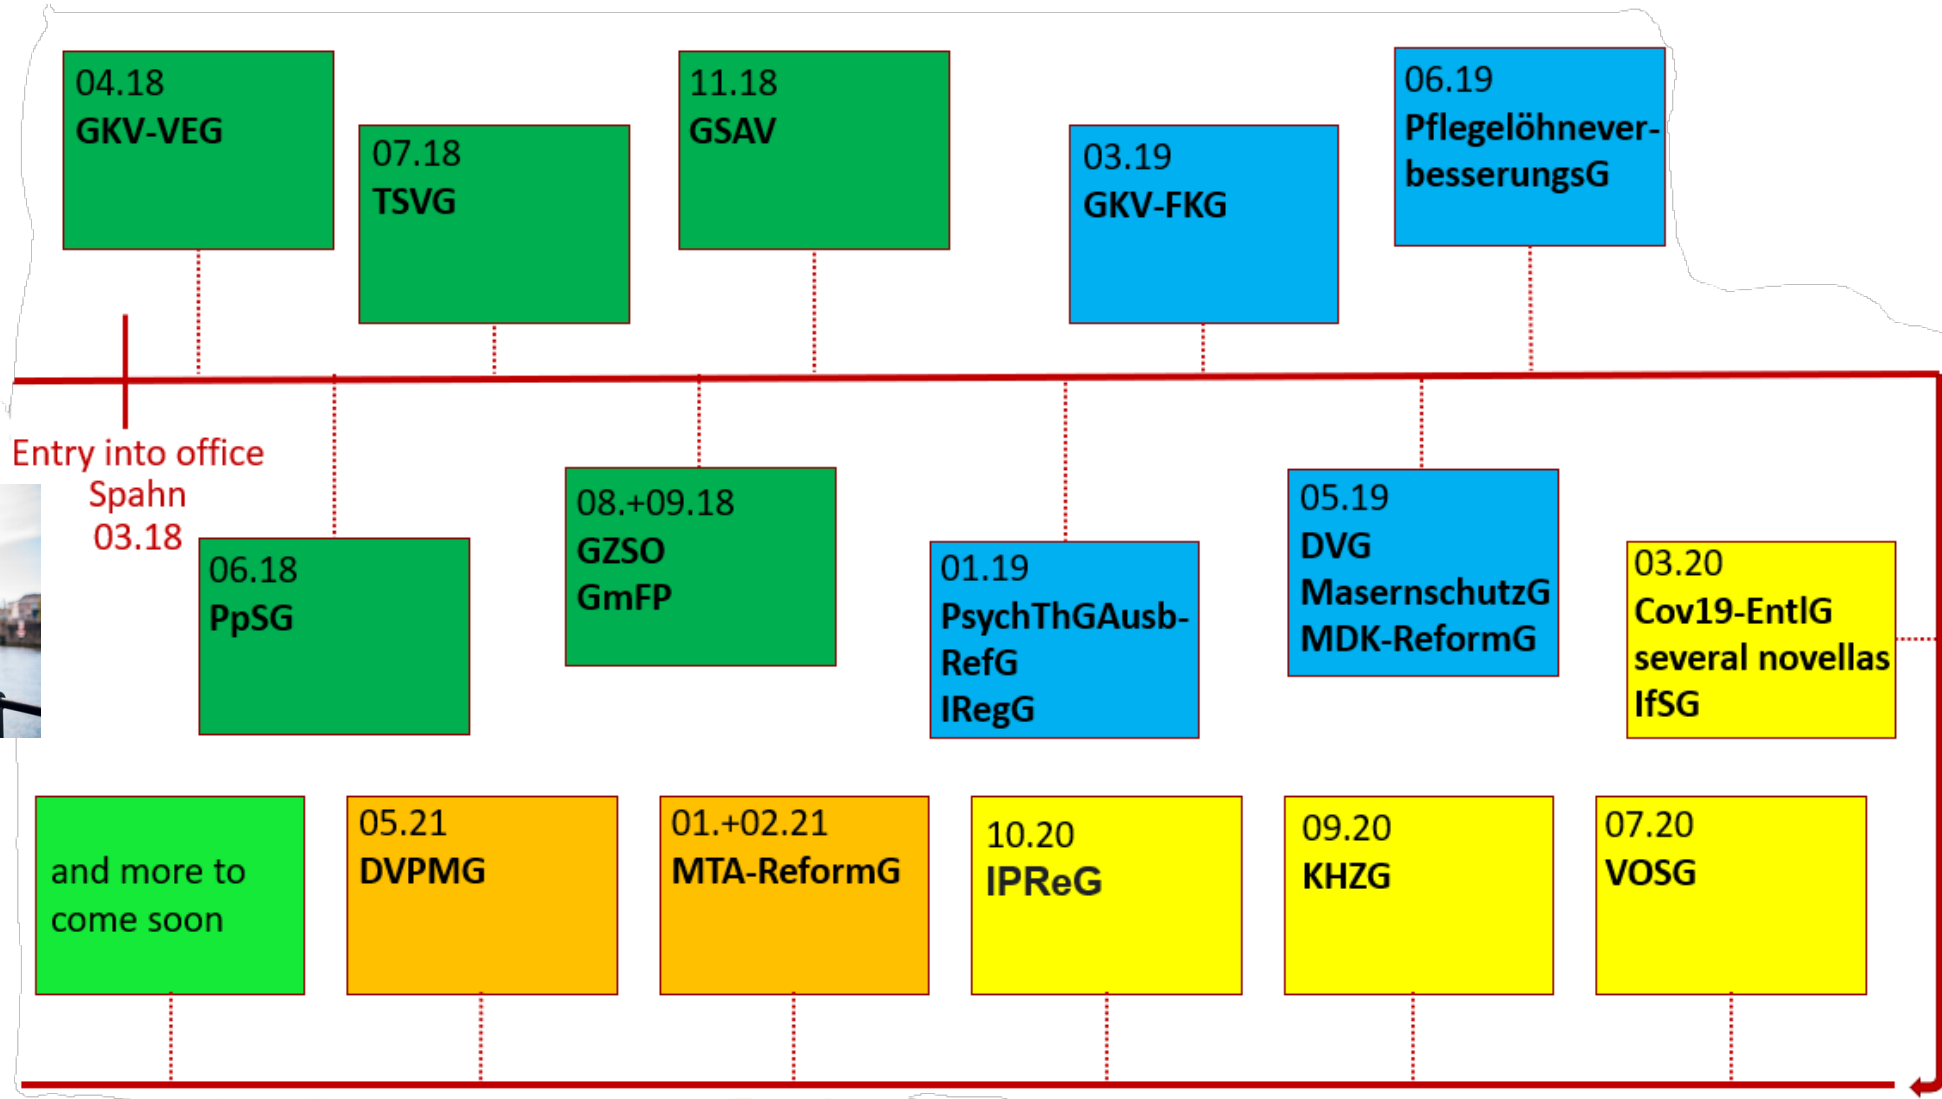 04.18
GKV-VEG
07.18
TSVG
11.18
GSAV
03.19
GKV-FKG
06.19
Pflegelöhnever-
besserungsG
Entry into office
Spahn
03.18
06.18
PpSG
08.+09.18
GZSO
GmFP
01.19
PsychThGAusb-
RefG
IRegG
05.19
DVG
MasernschutzG
MDK-ReformG
03.20
Cov19-EntlG
several novellas
IfSG
and more to
come soon
05.21
DVPMG
01.+02.21
MTA-ReformG
10.20
IPReG
09.20
KHZG
07.20
VOSG